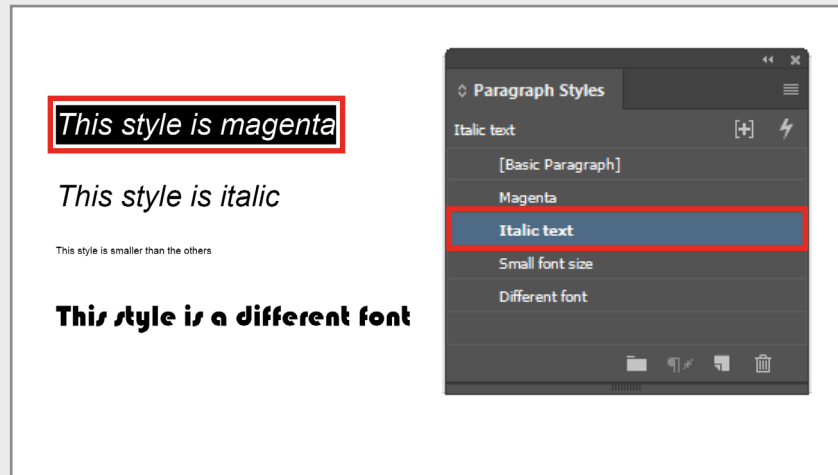 This style is magenta
This style is italic
This style is smaller than the others
This style is a different font
Paragraph Styles
Italic text
[Basic Paragraph]
Magenta
Italic text
Small font size
Different font